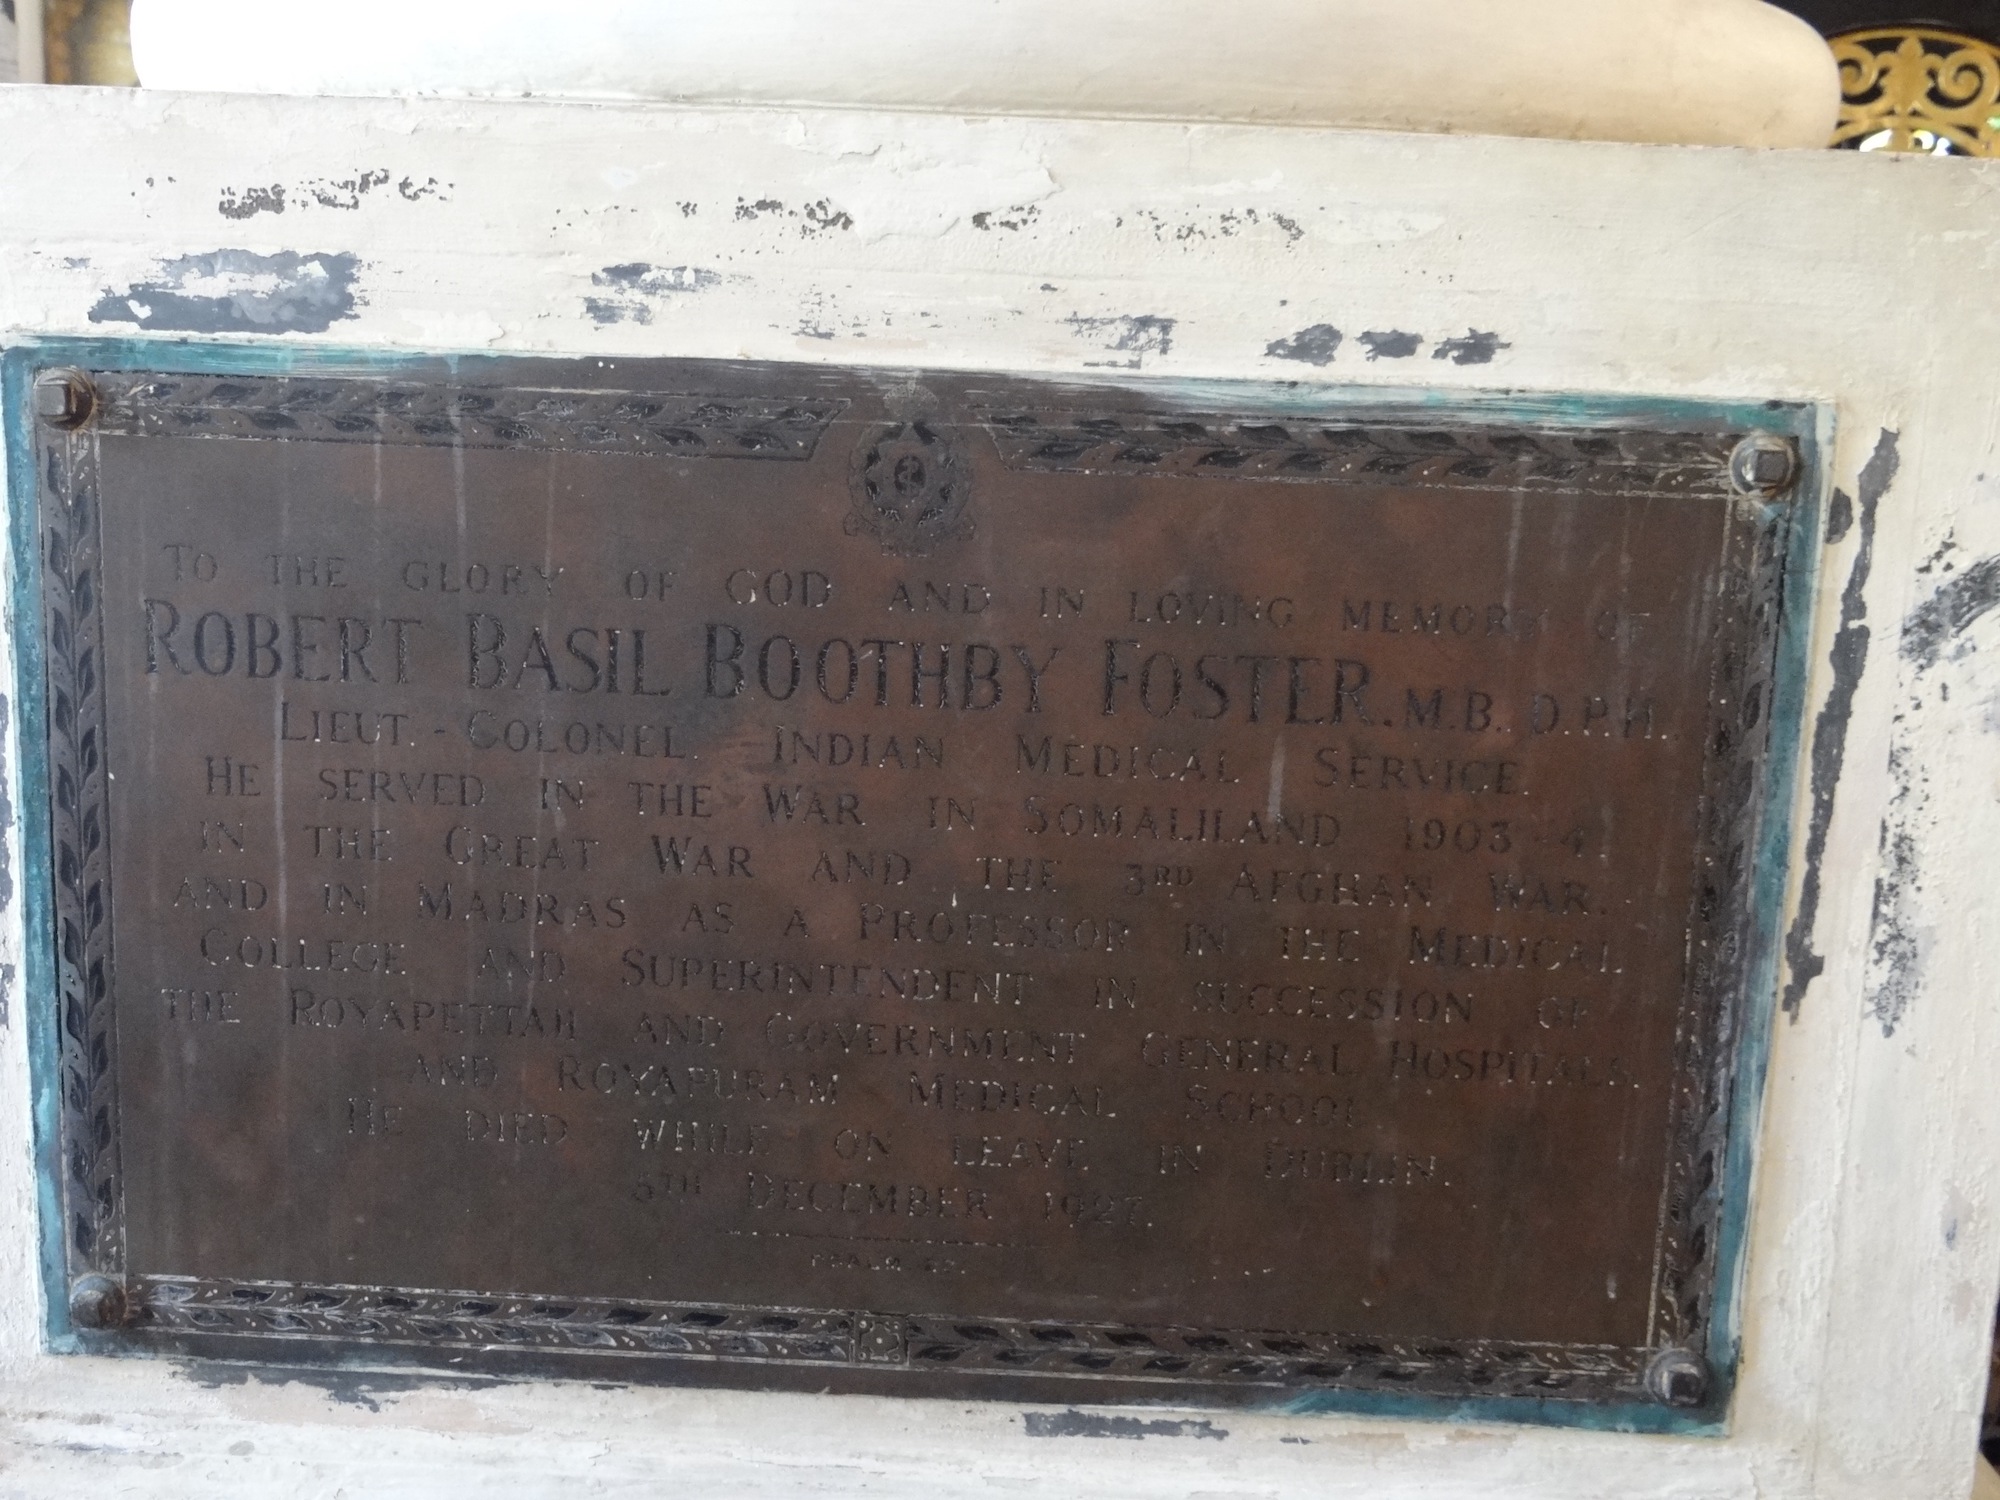 TO THE GLORY OF GOD AND IN LOVING MEMORY OF
ROBERT BASIL BOOTHBY FOSTER. M.B. D.P.H.
LIEUT. - COLONEL. INDIAN MEDICAL SERVICE.
HE SERVED IN THE WAR IN SOMALILAND 1903-4.
IN THE GREAT WAR AND THE 3RD AFGHAN WAR.
AND IN MADRAS AS A PROFESSOR IN THE MEDICAL
COLLEGE AND SUPERINTENDENT IN SUCCESSION OF
THE ROYAPETTAH AND GOVERNMENT GENERAL HOSPITALS.
AND ROYAPURAM MEDICAL SCHOOL
HE DIED WHILE ON LEAVE IN DUBLIN.
DECEMBER 1927.
PSALM